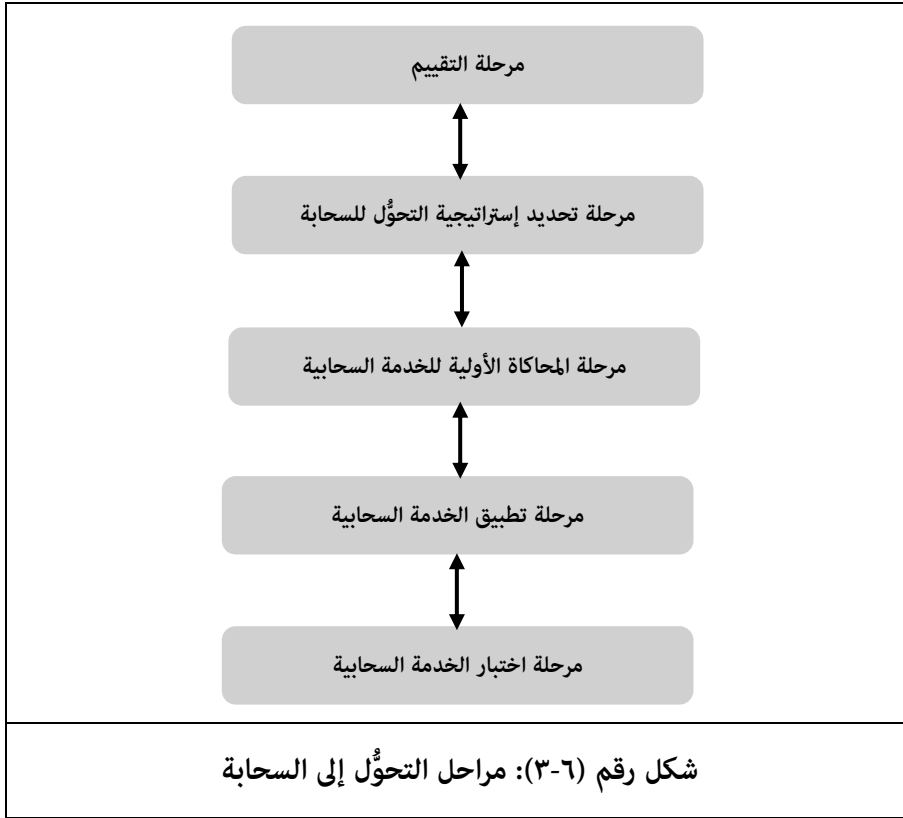 مرحلة التقييم
مرحلة تحديد إستراتيجية التحوُّل للسحابة
مرحلة المحاكاة الأولية للخدمة السحابية
مرحلة تطبيق الخدمة السحابية
مرحلة اختبار الخدمة السحابية
شكل رقم (٦-٣): مراحل التحوُّل إلى السحابة